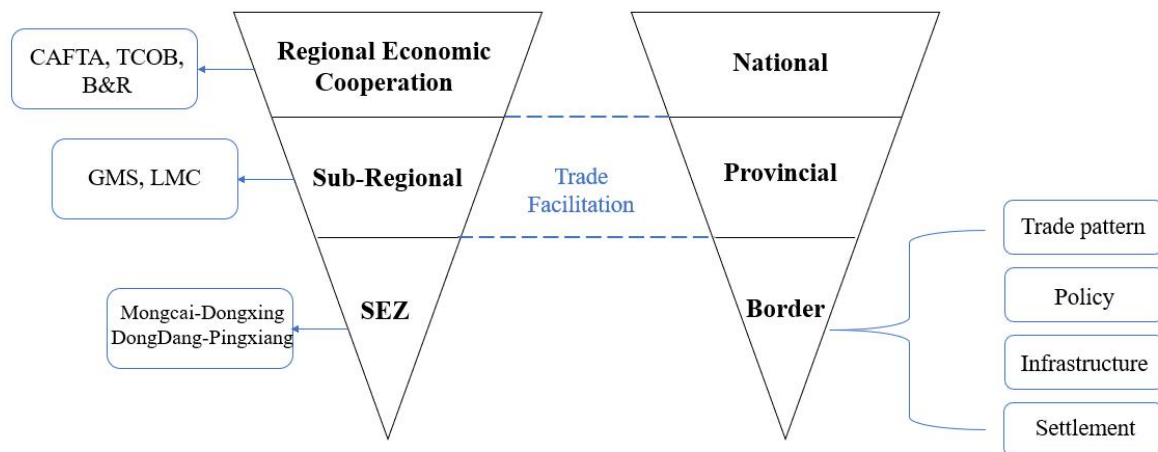 CAFTA, TCOB,
B&R
Regional Economic
Cooperation
National
GMS, LMC
Sub-Regional
Trade
Facilitation
Provincial
Mongcai-Dongxing
DongDang-Pingxiang
SEZ
Border
Trade pattern
Policy
Infrastructure
Settlement